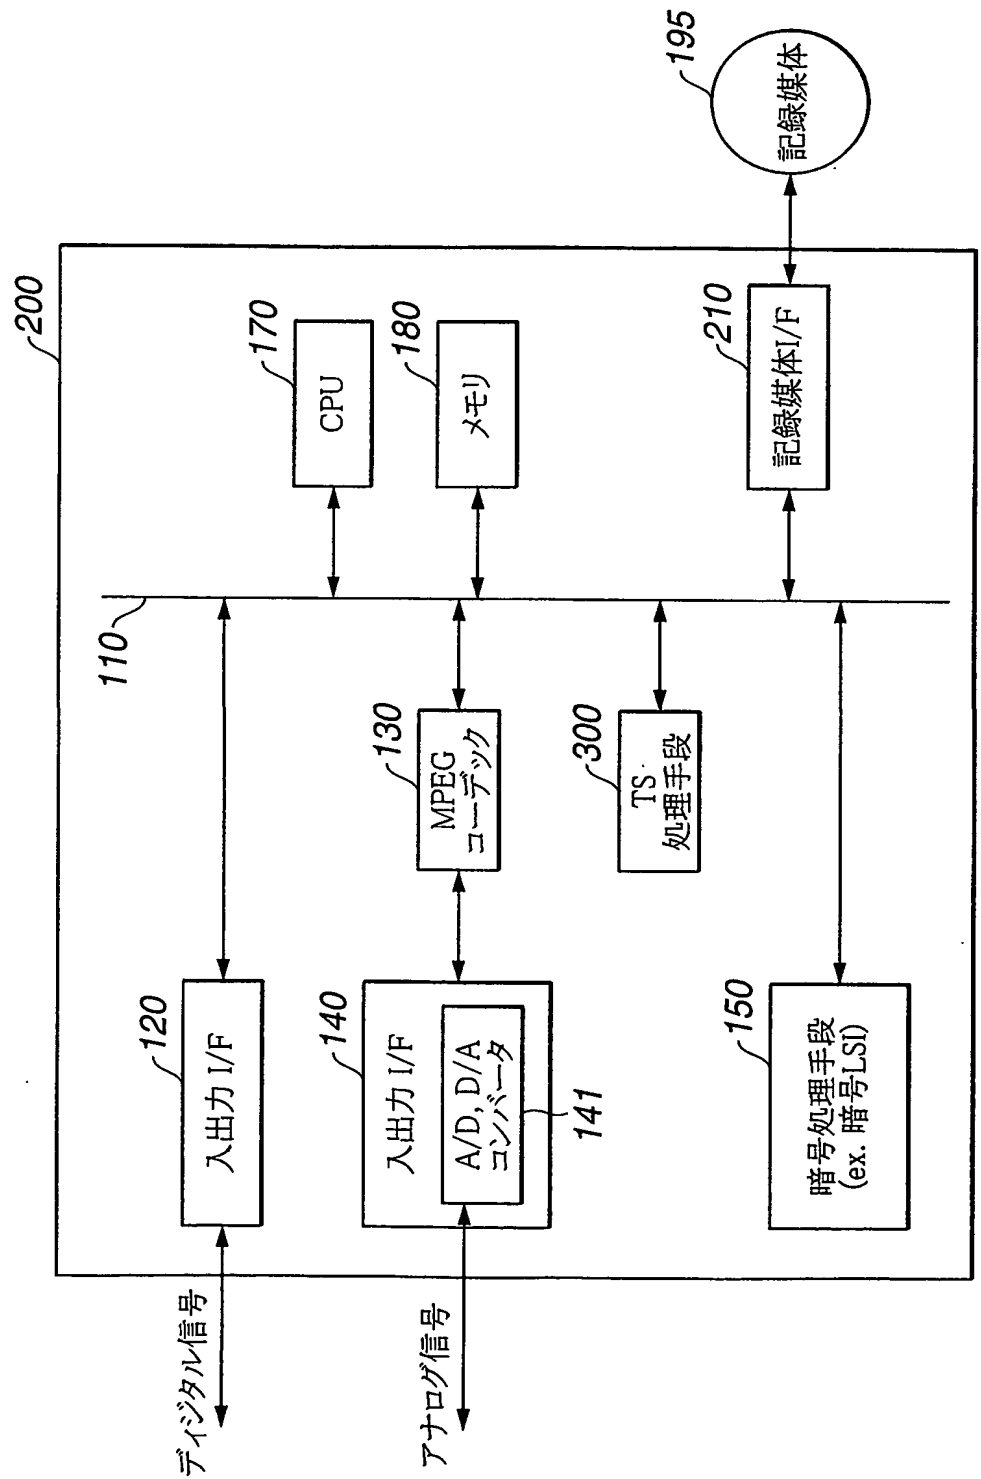 200
110
ディジタル信号
120
入出力 I/F
アナログ信号
140
入出力 I/F
A/D, D/A
コンバータ
141
130
MPEG
コーデック
300
TS
処理手段
150
暗号処理手段
(ex. 暗号LSI)
170
CPU
180
メモリ
210
記録媒体I/F
195
記録媒体